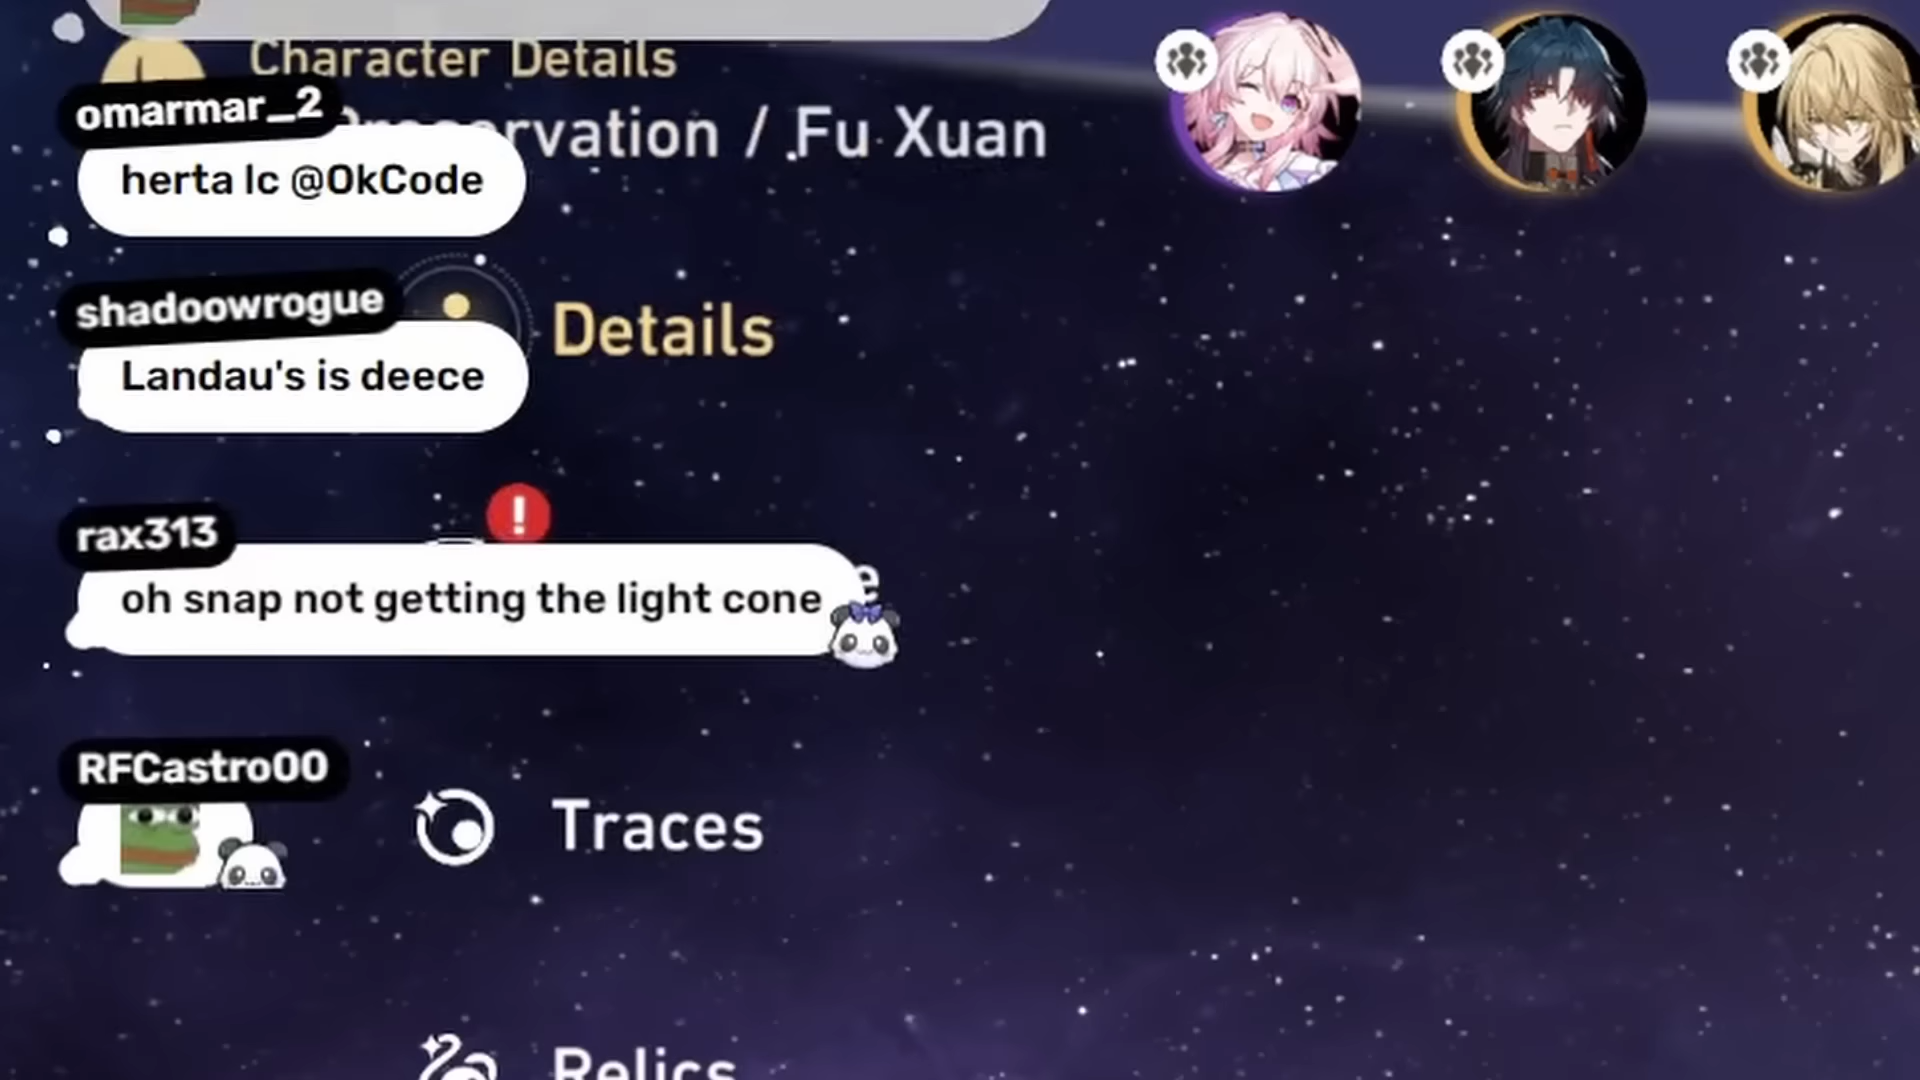 Character Details
omarmar_2
Preservation / Fu Xuan
herta lc @OkCode
shadoowrogue
Details
Landau's is deece
rax313
oh snap not getting the light cone
RFCastro00
Traces
Relics